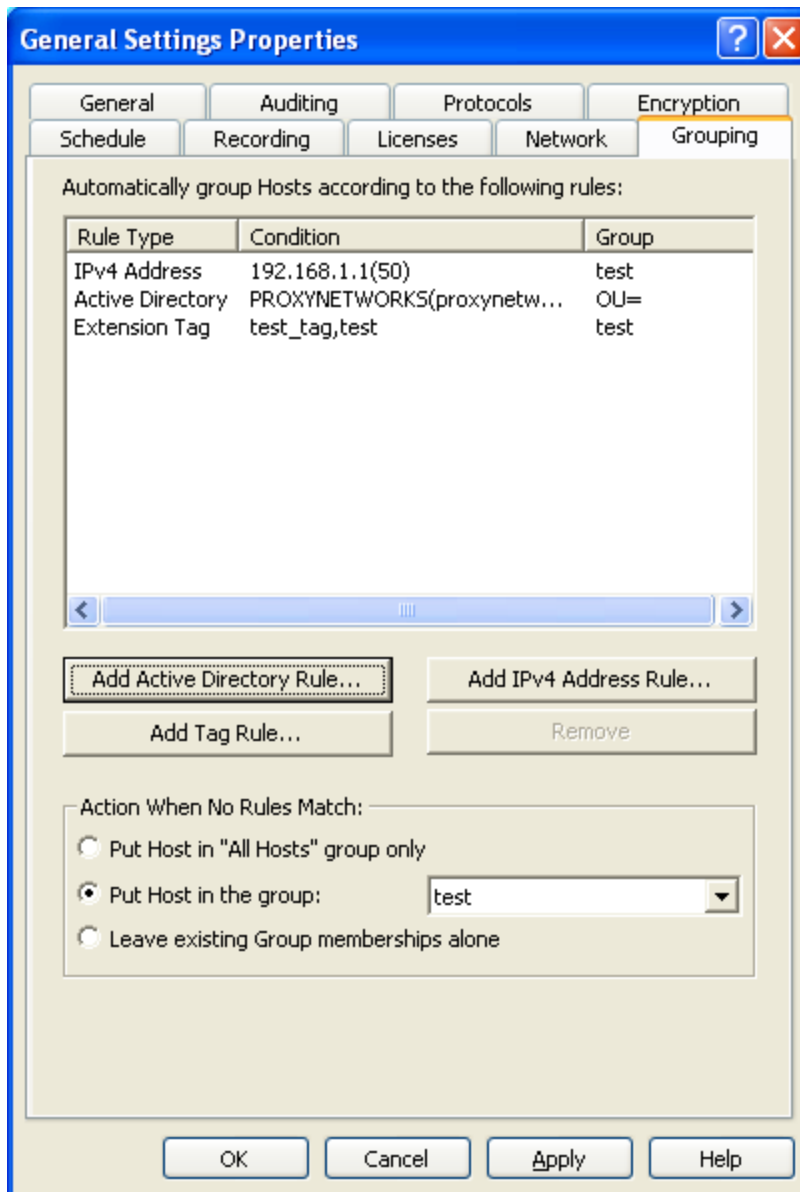 General Settings Properties
General Auditing Protocols Encryption
Schedule Recording Licenses Network Grouping
Automatically group Hosts according to the following rules:
Rule Type Condition Group
IPv4 Address 192.168.1.1(50) test
Active Directory PROXYNETWORKS(proxynetw... OU=
Extension Tag test_tag,test test
Add Active Directory Rule... Add IPv4 Address Rule...
Add Tag Rule... Remove
Action When No Rules Match:
Put Host in "All Hosts" group only
Put Host in the group: test
Leave existing Group memberships alone
OK Cancel Apply Help